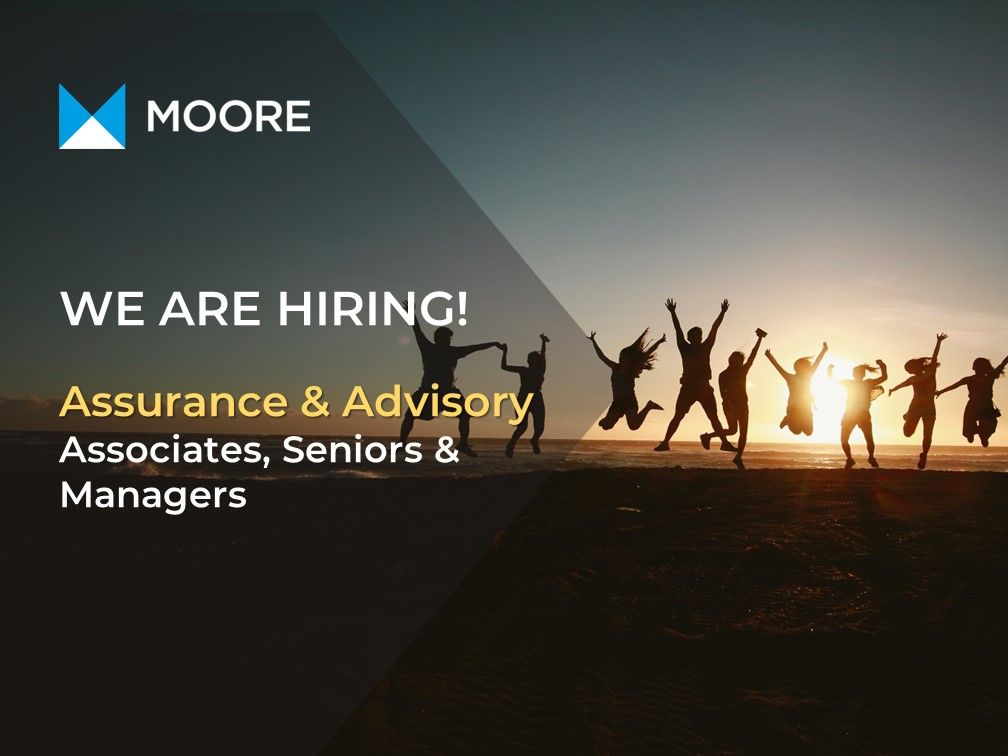 MOORE
WE ARE HIRING!
Assurance & Advisory
Associates, Seniors &
Managers